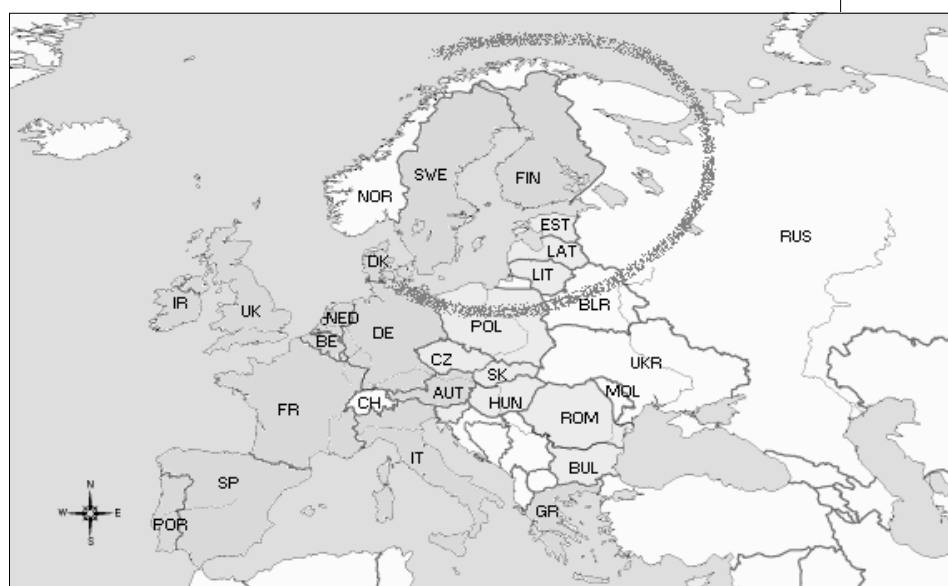 NOR
SWE
FIN
RUS
EST
LAT
LIT
DK
IR
UK
NED
BE
DE
POL
BLR
CZ
SK
UKR
MOL
FR
CH
AUT
HUN
ROM
IT
BUL
SP
POR
GR
N
W E
S